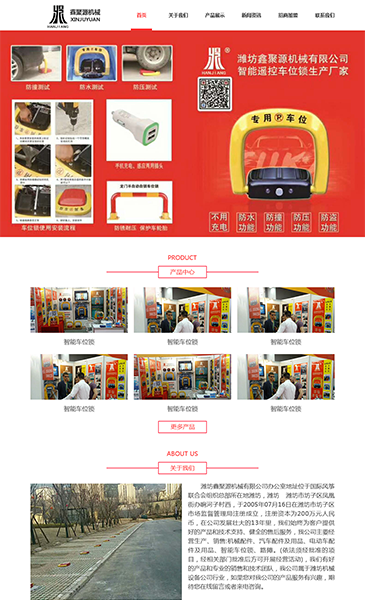 鑫聚源机械
XINJUYUAN
首页 关于我们 产品展示 新闻资讯 招商加盟 联系我们
HANJIANG
潍坊鑫聚源机械有限公司
智能遥控车位锁生产厂家
防撞测试 防水测试 防压测试
手机充电、感应两用插头
专用 P 车位
车位锁使用安装流程
防锈耐压 保护车轮胎
不用充电
防水功能
防撞功能
防压功能
防盗功能
PRODUCT
产品中心
智能车位锁 智能车位锁 智能车位锁
智能车位锁 智能车位锁 智能车位锁
更多产品
ABOUT US
关于我们
潍坊鑫聚源机械有限公司办公室地址位于国际风筝
联合会组织总部所在地潍坊，潍坊 潍坊市坊子区凤凰
街办响河子村西，于2005年07月16日在潍坊市坊子区
市场监督管理局注册成立，注册资本为200万元人民
币，在公司发展壮大的13年里，我们始终为客户提供
好的产品和技术支持、健全的售后服务，我公司主要经
营生产、销售:机械配件、汽车配件及用品、电动车配
件及用品、智能车位锁、路障。(依法须经批准的项
目，经相关部门批准后方可开展经营活动)，我们有好
的产品和专业的销售和技术团队，我公司属于潍坊机械
设备公司行业，如果您对我公司的产品服务有兴趣，期
待您在线留言或者来电咨询。